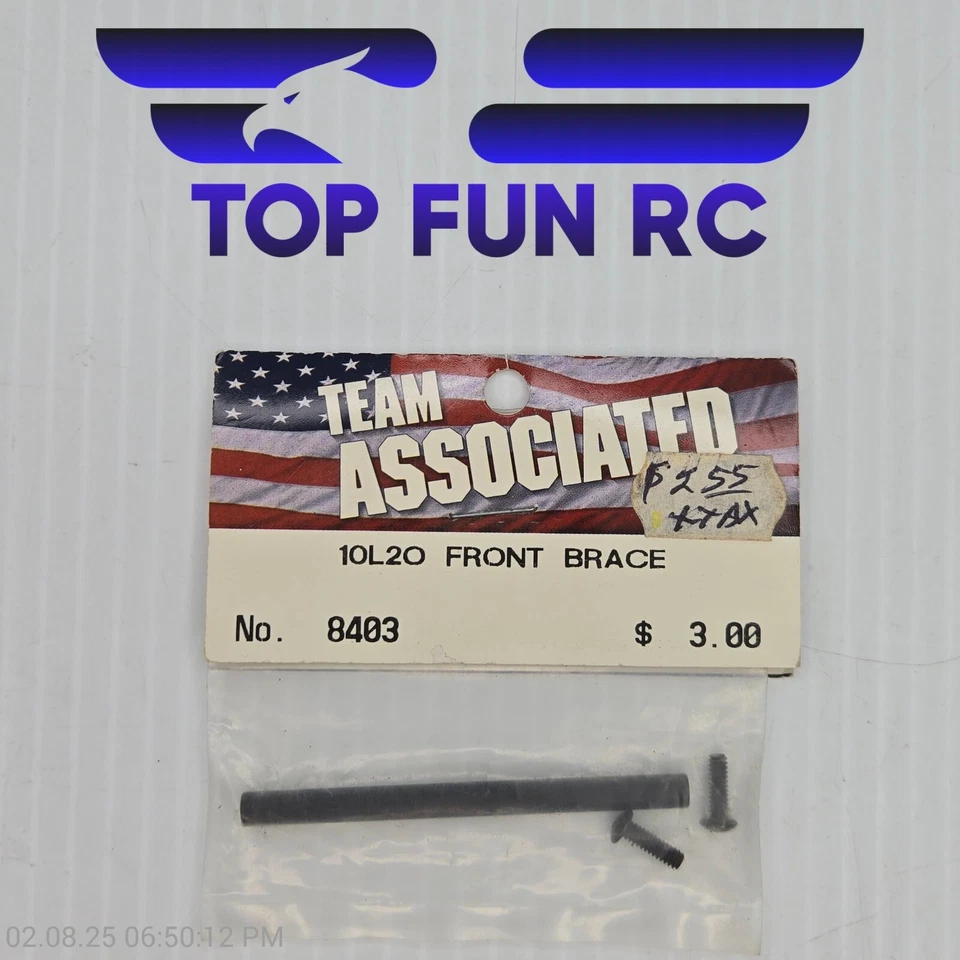 TOP FUN RC
TEAM
ASSOCIATED
$2.55
+TAX
10L20 FRONT BRACE
No. 8403 $ 3.00
02.08.25 06:50:12 PM